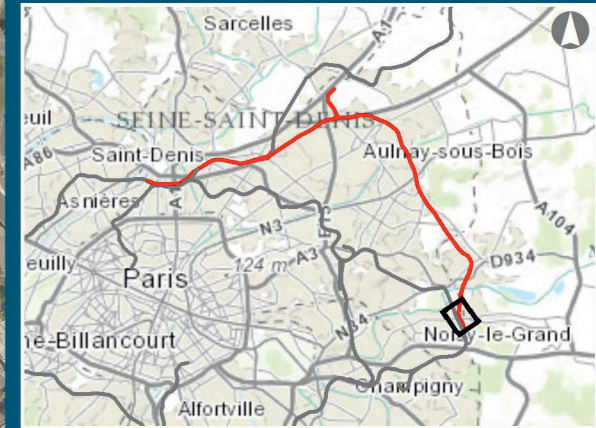 Sarcelles
A1
SEINE-SAINT-DENIS
euil
A86
Saint-Denis
Aulnay-sous-Bois
Asnières
A104
N3
A3
D934
euilly
124 m
Paris
N34
ne-Billancourt
Noisy-le-Grand
Champigny
Alfortville